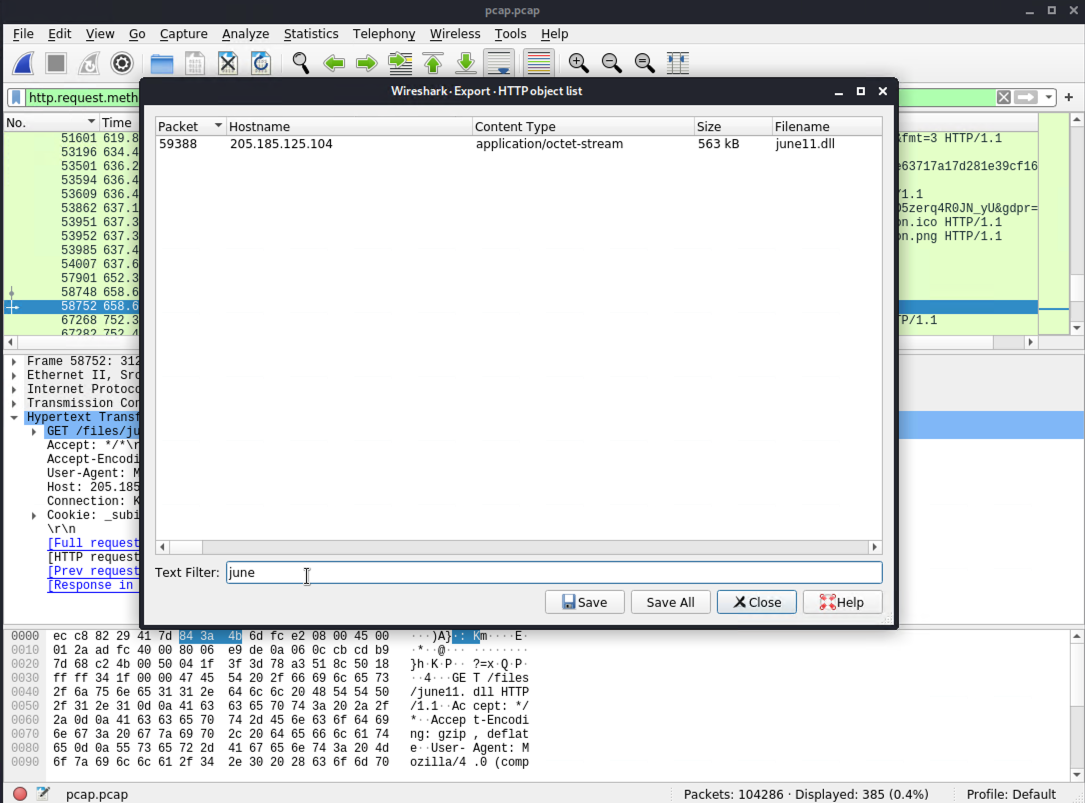 pcap.pcap
File Edit View Go Capture Analyze Statistics Telephony Wireless Tools Help
http.request.meth
Wireshark · Export · HTTP object list
No. Time
Packet Hostname Content Type Size Filename
59388 205.185.125.104 application/octet-stream 563 kB june11.dll
51601 619.8 &fmt=3 HTTP/1.1
53196 634.4
53501 636.2 e63717a17d281e39cf16
53594 636.4
53609 636.4 /1.1
53862 637.1 D5zerq4R0JN_yU&gdpr=
53951 637.3 on.ico HTTP/1.1
53952 637.3 on.png HTTP/1.1
53985 637.4
54007 637.6
57901 652.3
58748 658.6
58752 658.6
67268 752.3 TP/1.1
67282 752.4
Frame 58752: 312
Ethernet II, Src
Internet Protoco
Transmission Con
Hypertext Transf
GET /files/ju
Accept: */*\r
Accept-Encodi
User-Agent: M
Host: 205.185
Connection: K
Cookie: _subi
\r\n
[Full request
[HTTP request
[Prev request
[Response in
Text Filter: june
Save Save All Close Help
0000 ec c8 82 29 41 7d 84 3a 4b 6d fc e2 08 00 45 00 ···)A}·: Km····E·
0010 01 2a ad fc 40 00 80 06 e9 de 0a 06 0c cb cd b9 ·*··@··· ········
0020 7d 68 c2 4b 00 50 04 1f 3f 3d 78 a3 51 8c 50 18 }h·K·P·· ?=x·Q·P·
0030 ff ff 34 1f 00 00 47 45 54 20 2f 66 69 6c 65 73 ··4···GE T /files
0040 2f 6a 75 6e 65 31 31 2e 64 6c 6c 20 48 54 54 50 /june11. dll HTTP
0050 2f 31 2e 31 0d 0a 41 63 63 65 70 74 3a 20 2a 2f /1.1··Ac cept: */
0060 2a 0d 0a 41 63 63 65 70 74 2d 45 6e 63 6f 64 69 *··Accep t-Encodi
0070 6e 67 3a 20 67 7a 69 70 2c 20 64 65 66 6c 61 74 ng: gzip , deflat
0080 65 0d 0a 55 73 65 72 2d 41 67 65 6e 74 3a 20 4d e··User- Agent: M
0090 6f 7a 69 6c 6c 61 2f 34 2e 30 20 28 63 6f 6d 70 ozilla/4 .0 (comp
pcap.pcap Packets: 104286 · Displayed: 385 (0.4%) Profile: Default